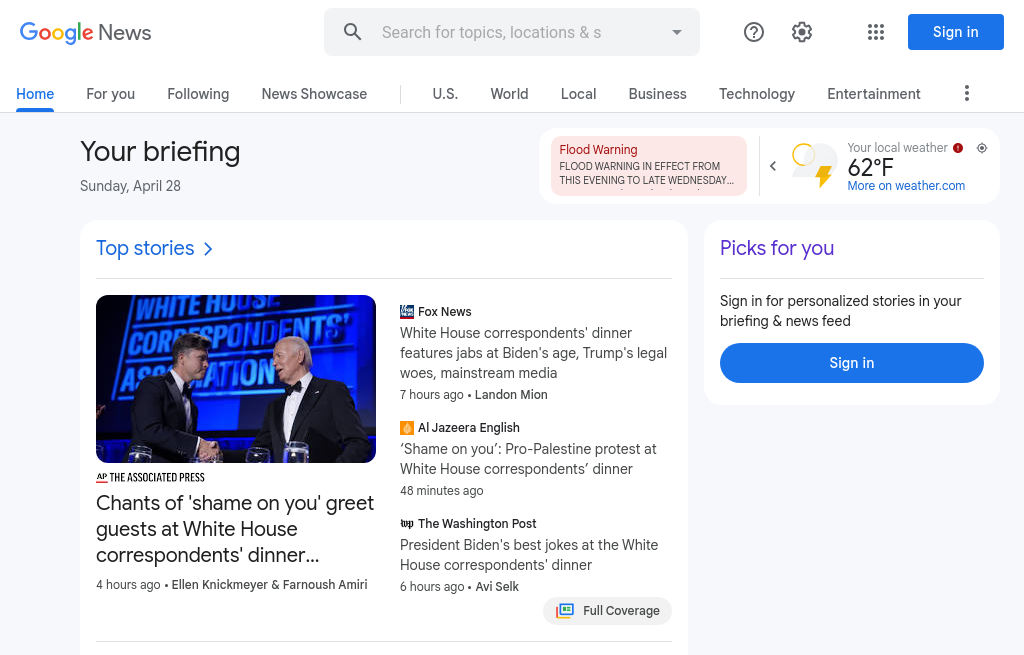 Google News
Search for topics, locations & s
Sign in
Home
For you
Following
News Showcase
U.S.
World
Local
Business
Technology
Entertainment
Your briefing
Sunday, April 28
Flood Warning
FLOOD WARNING IN EFFECT FROM
THIS EVENING TO LATE WEDNESDAY...
Your local weather
62°F
More on weather.com
Top stories
WHITE HOUSE
CORRESPONDENTS'
ASSOCIATION
AP THE ASSOCIATED PRESS
Chants of 'shame on you' greet
guests at White House
correspondents' dinner...
4 hours ago • Ellen Knickmeyer & Farnoush Amiri
Fox News
White House correspondents' dinner
features jabs at Biden's age, Trump's legal
woes, mainstream media
7 hours ago • Landon Mion
Al Jazeera English
‘Shame on you’: Pro-Palestine protest at
White House correspondents’ dinner
48 minutes ago
wp The Washington Post
President Biden's best jokes at the White
House correspondents' dinner
6 hours ago • Avi Selk
Full Coverage
Picks for you
Sign in for personalized stories in your
briefing & news feed
Sign in